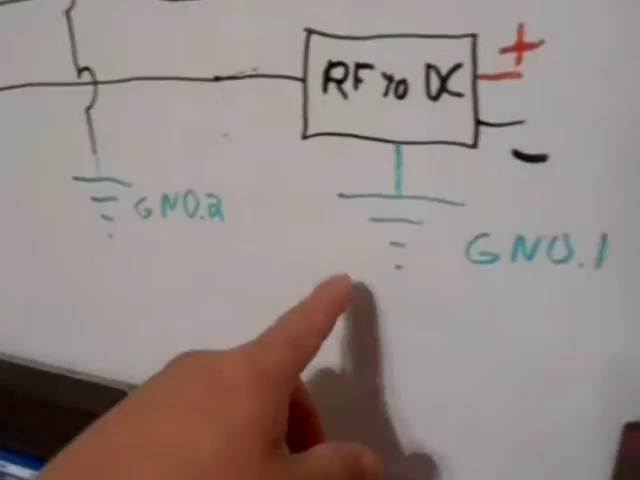 RF TO DC
+
-
GND.2
GND.1